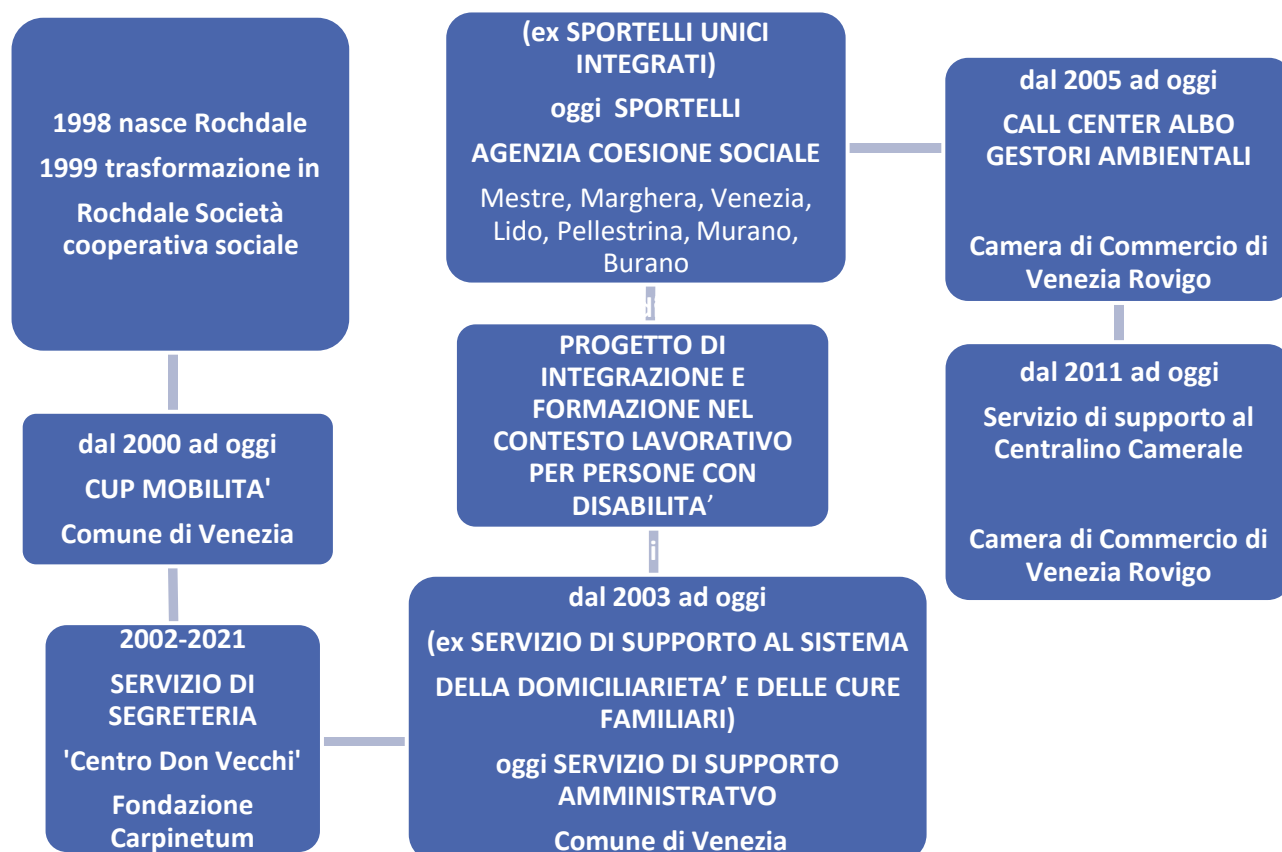 1998 nasce Rochdale
1999 trasformazione in
Rochdale Società
cooperativa sociale
dal 2000 ad oggi
CUP MOBILITA'
Comune di Venezia
2002-2021
SERVIZIO DI
SEGRETERIA
'Centro Don Vecchi'
Fondazione
Carpinetum
dal 2003 ad oggi
(ex SERVIZIO DI SUPPORTO AL SISTEMA
DELLA DOMICILIARIETA’ E DELLE CURE
FAMILIARI)
oggi SERVIZIO DI SUPPORTO
AMMINISTRATVO
Comune di Venezia
PROGETTO DI
INTEGRAZIONE E
FORMAZIONE NEL
CONTESTO LAVORATIVO
PER PERSONE CON
DISABILITA’
(ex SPORTELLI UNICI
INTEGRATI)
oggi SPORTELLI
AGENZIA COESIONE SOCIALE
Mestre, Marghera, Venezia,
Lido, Pellestrina, Murano,
Burano
dal 2005 ad oggi
CALL CENTER ALBO
GESTORI AMBIENTALI
Camera di Commercio di
Venezia Rovigo
dal 2011 ad oggi
Servizio di supporto al
Centralino Camerale
Camera di Commercio di
Venezia Rovigo